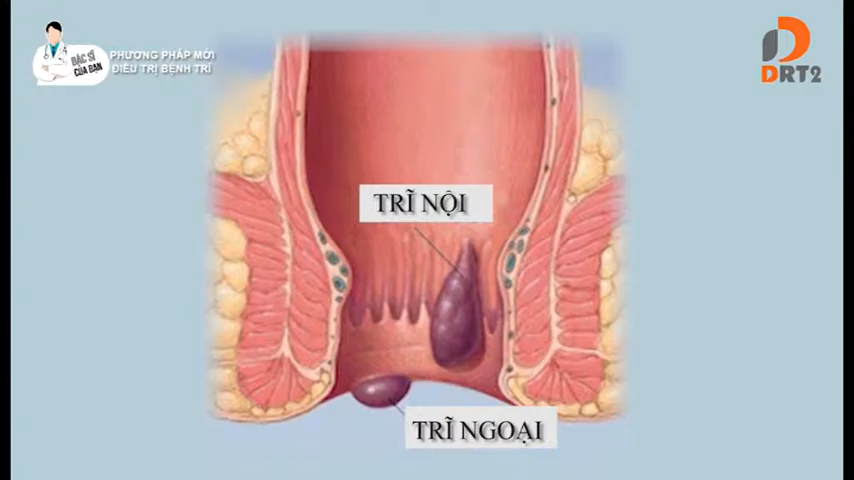 BÁC SĨ
CỦA BẠN
PHƯƠNG PHÁP MỚI
ĐIỀU TRỊ BỆNH TRĨ
DRT2
TRĨ NỘI
TRĨ NGOẠI